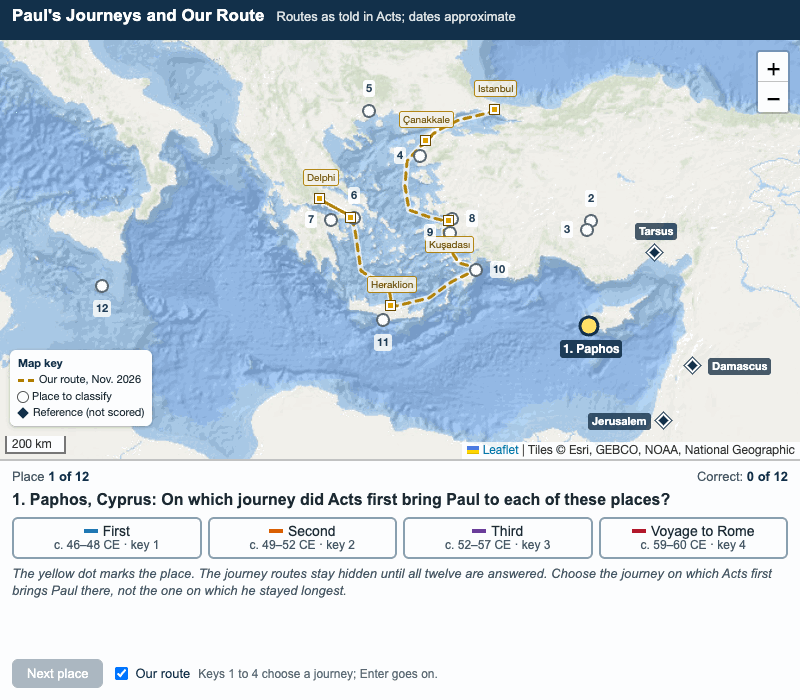 Paul's Journeys and Our Route Routes as told in Acts; dates approximate
+
−
5
Istanbul
Çanakkale
4
Delphi
6
2
7
8
3
9
Tarsus
Kuşadası
10
Heraklion
12
11
1. Paphos
Map key
Our route, Nov. 2026
Place to classify
Reference (not scored)
Damascus
Jerusalem
200 km
Leaflet | Tiles © Esri, GEBCO, NOAA, National Geographic
Place 1 of 12 Correct: 0 of 12
1. Paphos, Cyprus: On which journey did Acts first bring Paul to each of these places?
First
c. 46–48 CE · key 1
Second
c. 49–52 CE · key 2
Third
c. 52–57 CE · key 3
Voyage to Rome
c. 59–60 CE · key 4
The yellow dot marks the place. The journey routes stay hidden until all twelve are answered. Choose the journey on which Acts first
brings Paul there, not the one on which he stayed longest.
Next place Our route Keys 1 to 4 choose a journey; Enter goes on.